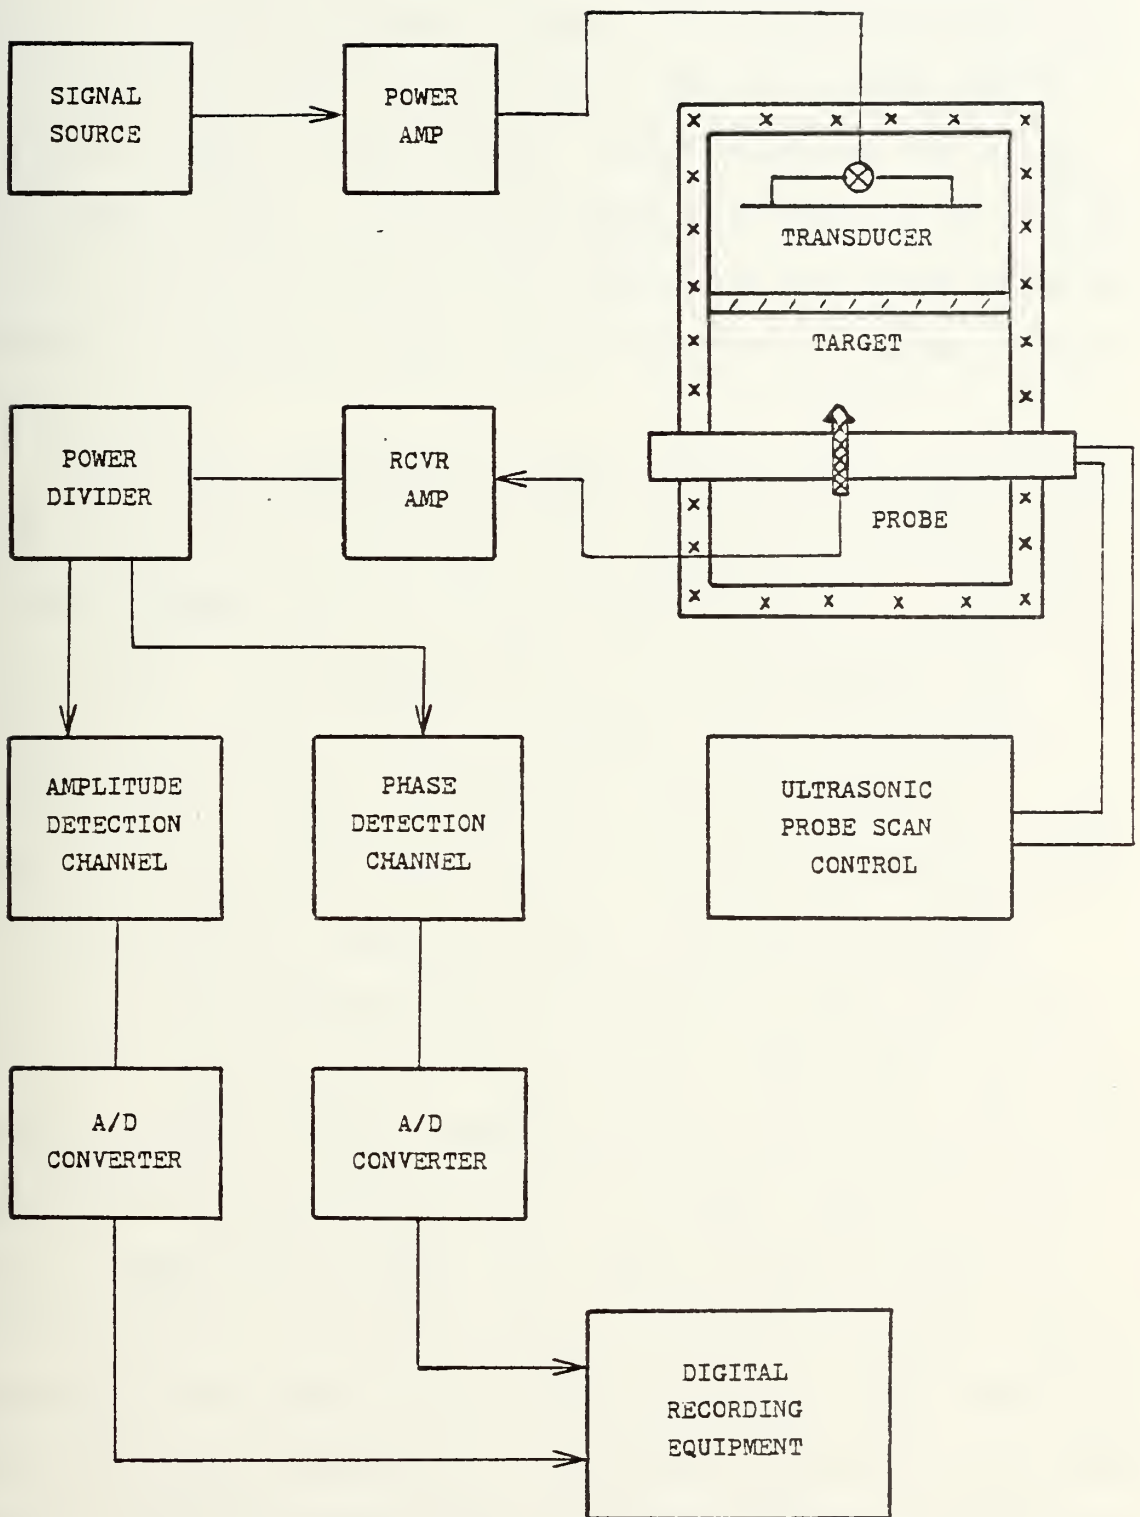 SIGNAL
SOURCE
POWER
AMP
TRANSDUCER
TARGET
POWER
DIVIDER
RCVR
AMP
PROBE
AMPLITUDE
DETECTION
CHANNEL
PHASE
DETECTION
CHANNEL
ULTRASONIC
PROBE SCAN
CONTROL
A/D
CONVERTER
A/D
CONVERTER
DIGITAL
RECORDING
EQUIPMENT